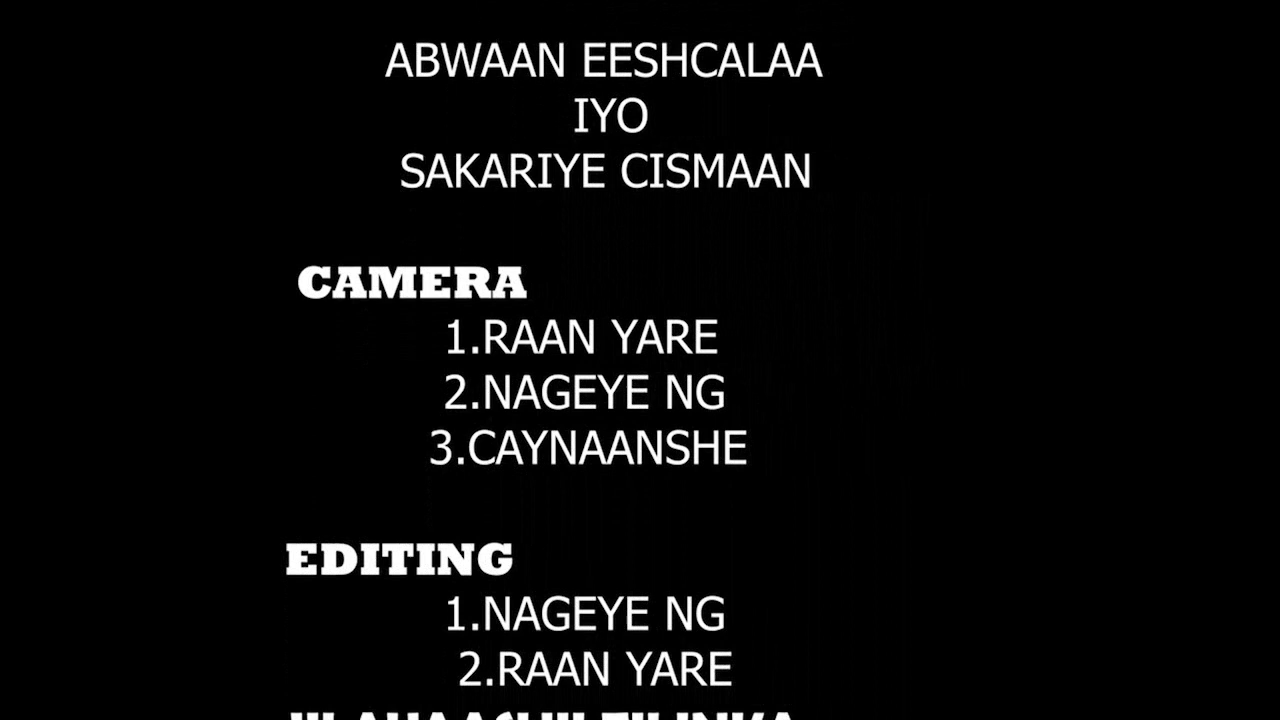 ABWAAN EESHCALAA
IYO
SAKARIYE CISMAAN
CAMERA
1.RAAN YARE
2.NAGEYE NG
3.CAYNAANSHE
EDITING
1.NAGEYE NG
2.RAAN YARE